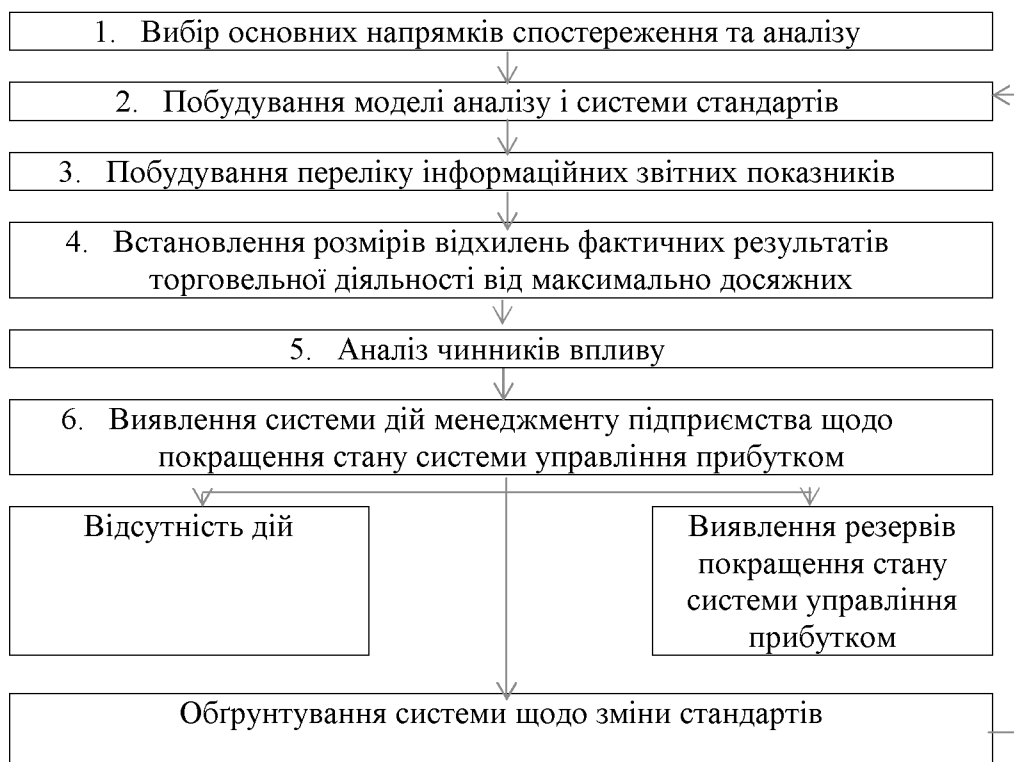 1. Вибір основних напрямків спостереження та аналізу
2. Побудування моделі аналізу і системи стандартів
3. Побудування переліку інформаційних звітних показників
4. Встановлення розмірів відхилень фактичних результатів
торговельної діяльності від максимально досяжних
5. Аналіз чинників впливу
6. Виявлення системи дій менеджменту підприємства щодо
покращення стану системи управління прибутком
Відсутність дій
Виявлення резервів
покращення стану
системи управління
прибутком
Обґрунтування системи щодо зміни стандартів